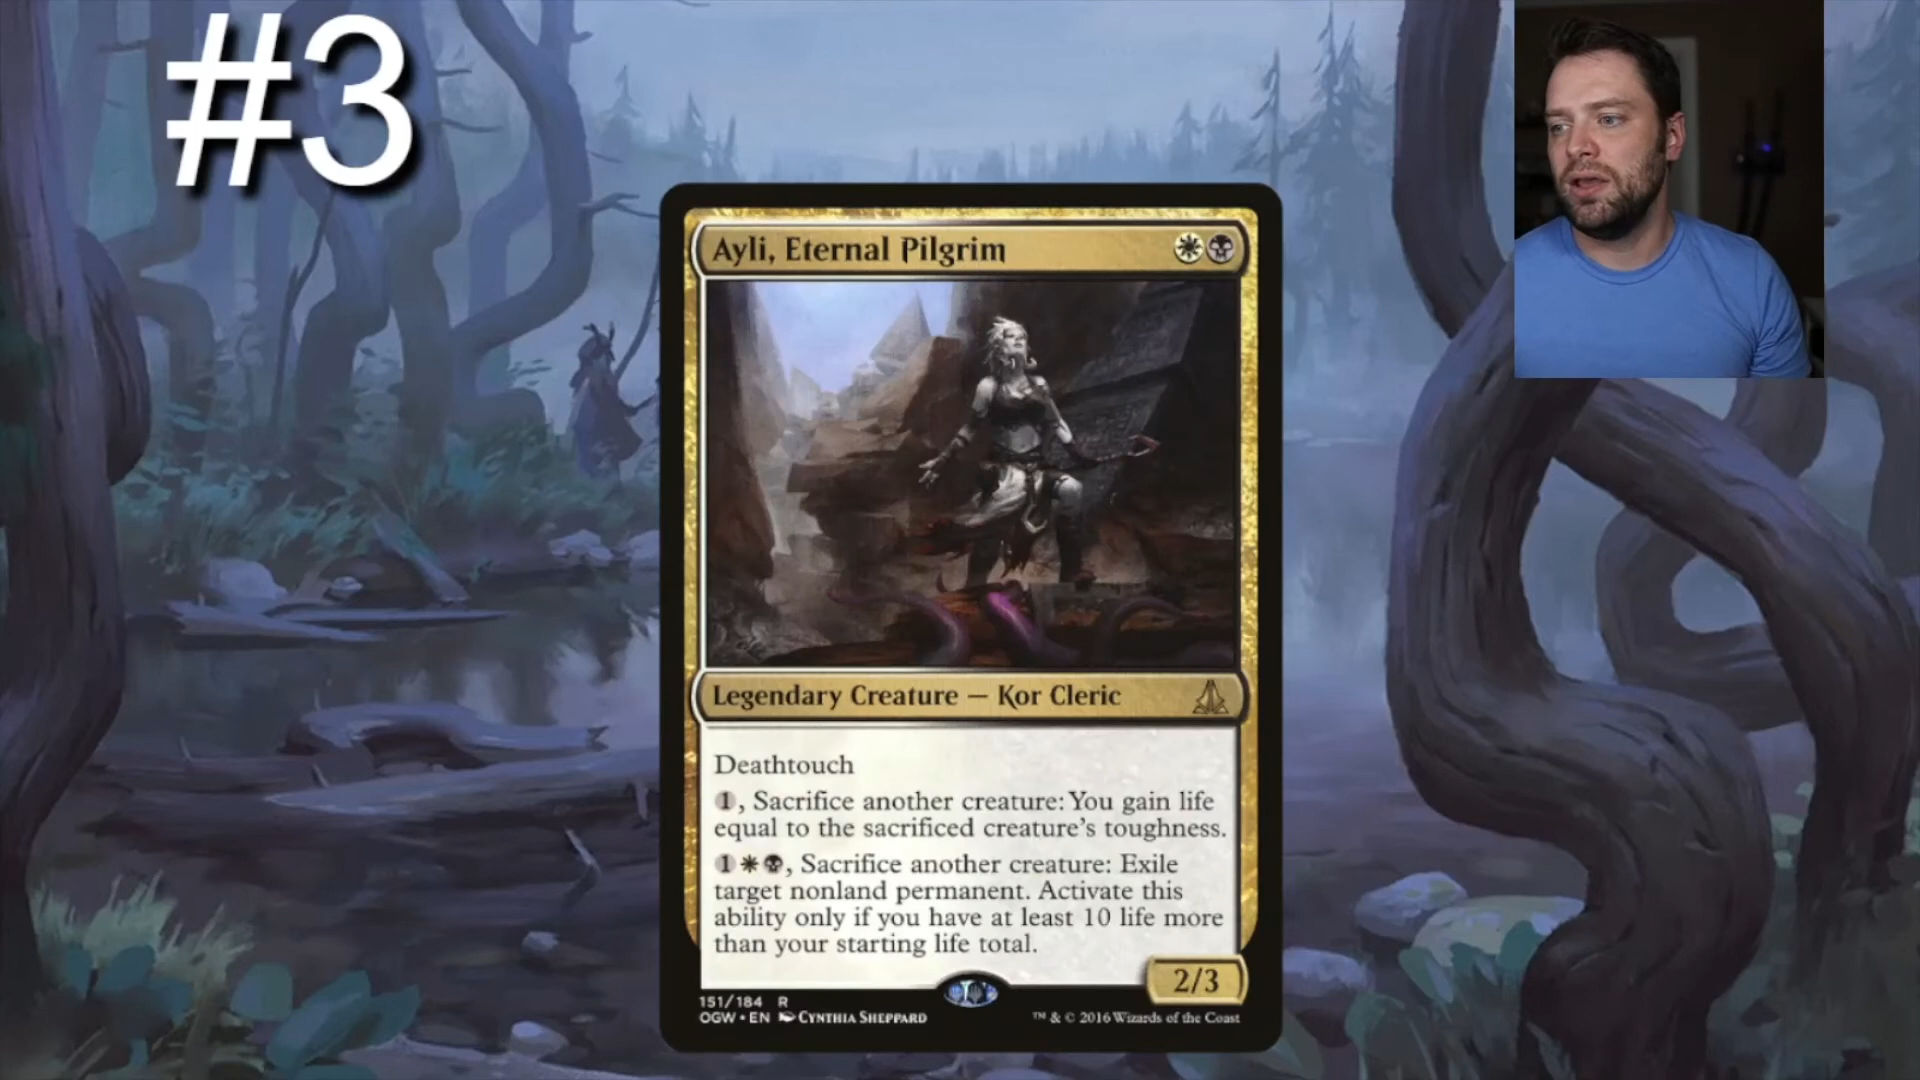 #3
Ayli, Eternal Pilgrim
Legendary Creature — Kor Cleric
Deathtouch
1, Sacrifice another creature: You gain life
equal to the sacrificed creature's toughness.
1, Sacrifice another creature: Exile
target nonland permanent. Activate this
ability only if you have at least 10 life more
than your starting life total.
2/3
151/184 R
OGW • EN Cynthia Sheppard
™ & © 2016 Wizards of the Coast